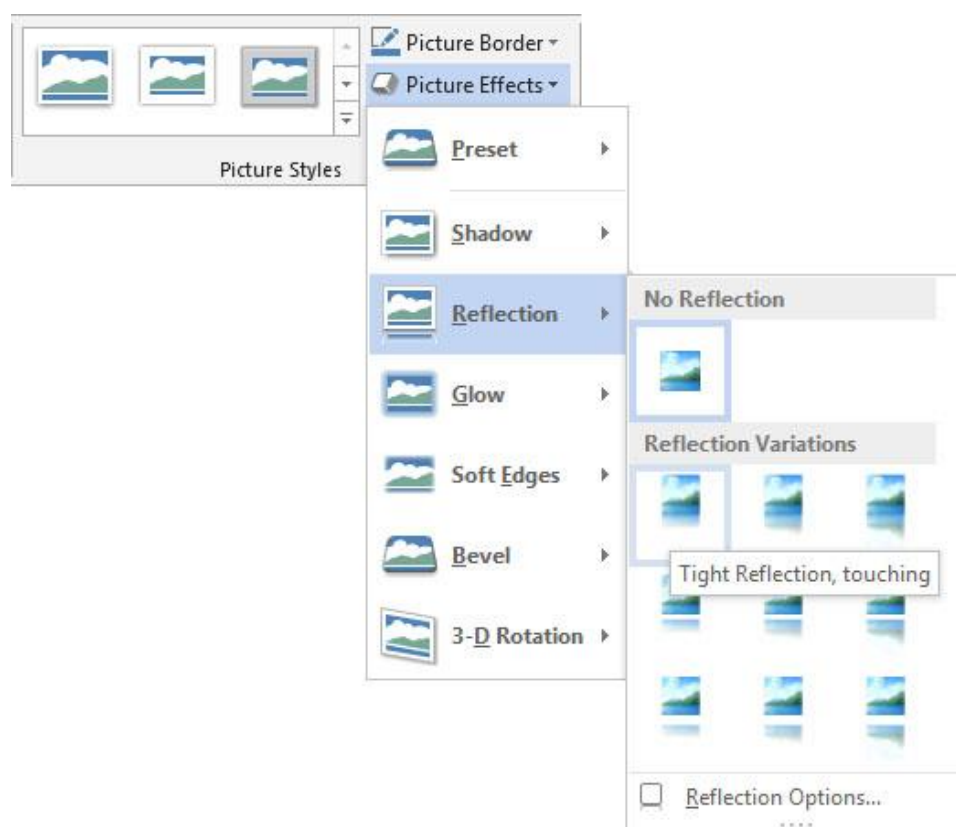 Picture Border
Picture Effects
Picture Styles
Preset
Shadow
Reflection
Glow
Soft Edges
Bevel
3-D Rotation
No Reflection
Reflection Variations
Tight Reflection, touching
Reflection Options...